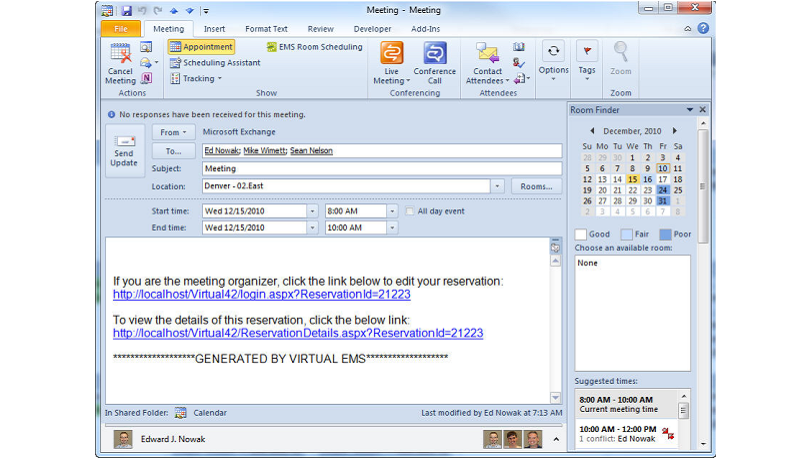 Meeting - Meeting
File Meeting Insert Format Text Review Developer Add-Ins
Cancel Meeting
Actions
Appointment
Scheduling Assistant
Tracking
EMS Room Scheduling
Show
Live Meeting
Conference Call
Conferencing
Contact Attendees
Attendees
Options
Tags
Zoom
Zoom
No responses have been received for this meeting.
Send Update
From
Microsoft Exchange
To...
Ed Nowak; Mike Wimett; Sean Nelson
Subject:
Meeting
Location:
Denver - 02.East
Rooms...
Start time:
Wed 12/15/2010
8:00 AM
All day event
End time:
Wed 12/15/2010
10:00 AM
If you are the meeting organizer, click the link below to edit your reservation:
http://localhost/Virtual42/login.aspx?ReservationId=21223
To view the details of this reservation, click the below link:
http://localhost/Virtual42/ReservationDetails.aspx?ReservationId=21223
*******************GENERATED BY VIRTUAL EMS*******************
In Shared Folder: Calendar
Last modified by Ed Nowak at 7:13 AM
Edward J. Nowak
Room Finder
December, 2010
Su Mo Tu We Th Fr Sa
28 29 30 1 2 3 4
5 6 7 8 9 10 11
12 13 14 15 16 17 18
19 20 21 22 23 24 25
26 27 28 29 30 31 1
2 3 4 5 6 7 8
Good Fair Poor
Choose an available room:
None
Suggested times:
8:00 AM - 10:00 AM
Current meeting time
10:00 AM - 12:00 PM
1 conflict: Ed Nowak